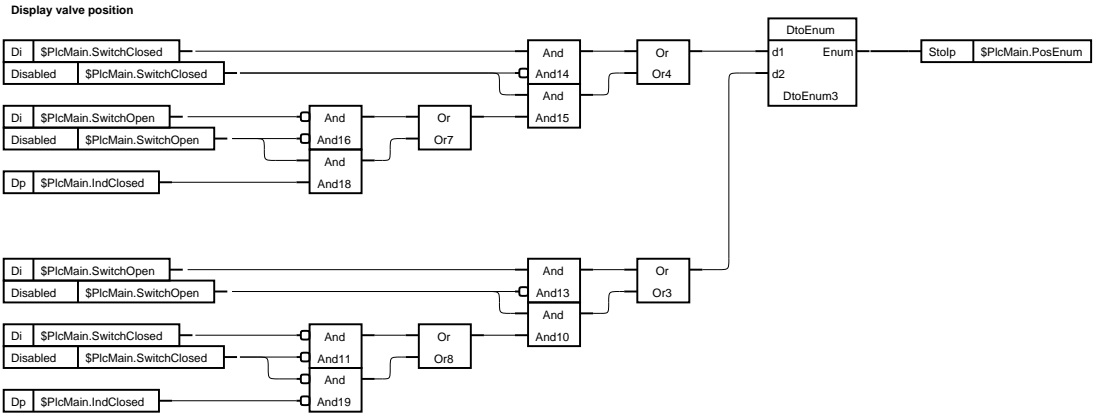 Display valve position
DtoEnum
Di $PlcMain.SwitchClosed
And
Or
d1 Enum
StoIp $PlcMain.PosEnum
Disabled $PlcMain.SwitchClosed
And14
Or4
d2
And
DtoEnum3
Di $PlcMain.SwitchOpen
And
Or
And15
Disabled $PlcMain.SwitchOpen
And16
Or7
And
Dp $PlcMain.IndClosed
And18
Di $PlcMain.SwitchOpen
And
Or
Disabled $PlcMain.SwitchOpen
And13
Or3
And
Di $PlcMain.SwitchClosed
And
Or
And10
Disabled $PlcMain.SwitchClosed
And11
Or8
And
Dp $PlcMain.IndClosed
And19